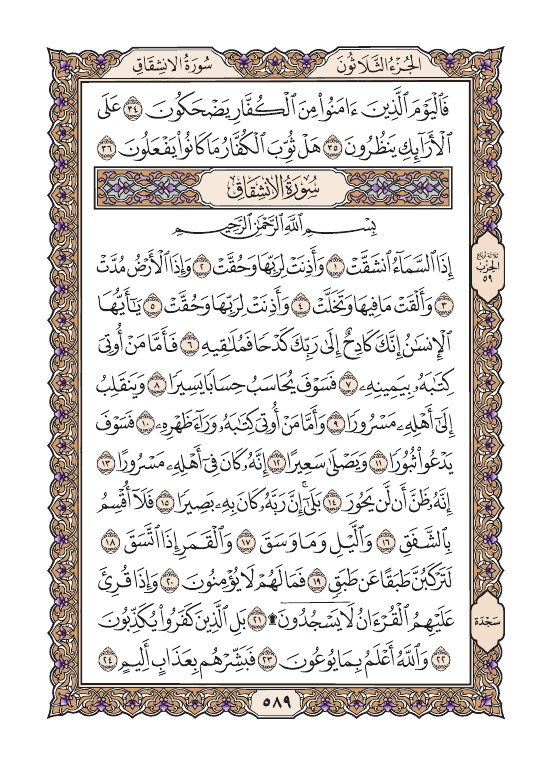 سُورَةُ الِانشِقَاقِ
الجُزْءُ الثَّلَاثُونَ
فَٱلْيَوْمَ ٱلَّذِينَ ءَامَنُوا۟ مِنَ ٱلْكُفَّارِ يَضْحَكُونَ ٣٤ عَلَى
ٱلْأَرَآئِكِ يَنظُرُونَ ٣٥ هَلْ ثُوِّبَ ٱلْكُفَّارُ مَا كَانُوا۟ يَفْعَلُونَ ٣٦
سُورَةُ الِانشِقَاقِ
بِسْمِ ٱللَّهِ ٱلرَّحْمَٰنِ ٱلرَّحِيمِ
إِذَا ٱلسَّمَآءُ ٱنشَقَّتْ ١ وَأَذِنَتْ لِرَبِّهَا وَحُقَّتْ ٢ وَإِذَا ٱلْأَرْضُ مُدَّتْ
٣ وَأَلْقَتْ مَا فِيهَا وَتَخَلَّتْ ٤ وَأَذِنَتْ لِرَبِّهَا وَحُقَّتْ ٥ يَٰٓأَيُّهَا
ٱلْإِنسَٰنُ إِنَّكَ كَادِحٌ إِلَىٰ رَبِّكَ كَدْحًا فَمُلَٰقِيهِ ٦ فَأَمَّا مَنْ أُوتِىَ
كِتَٰبَهُۥ بِيَمِينِهِۦ ٧ فَسَوْفَ يُحَاسَبُ حِسَابًا يَسِيرًا ٨ وَيَنقَلِبُ
إِلَىٰٓ أَهْلِهِۦ مَسْرُورًا ٩ وَأَمَّا مَنْ أُوتِىَ كِتَٰبَهُۥ وَرَآءَ ظَهْرِهِۦ ١٠ فَسَوْفَ
يَدْعُوا۟ ثُبُورًا ١١ وَيَصْلَىٰ سَعِيرًا ١٢ إِنَّهُۥ كَانَ فِىٓ أَهْلِهِۦ مَسْرُورًا ١٣
إِنَّهُۥ ظَنَّ أَن لَّن يَحُورَ ١٤ بَلَىٰٓ إِنَّ رَبَّهُۥ كَانَ بِهِۦ بَصِيرًا ١٥ فَلَآ أُقْسِمُ
بِٱلشَّفَقِ ١٦ وَٱلَّيْلِ وَمَا وَسَقَ ١٧ وَٱلْقَمَرِ إِذَا ٱتَّسَقَ ١٨
لَتَرْكَبُنَّ طَبَقًا عَن طَبَقٍ ١٩ فَمَا لَهُمْ لَا يُؤْمِنُونَ ٢٠ وَإِذَا قُرِئَ
عَلَيْهِمُ ٱلْقُرْءَانُ لَا يَسْجُدُونَ ۩ ٢١ بَلِ ٱلَّذِينَ كَفَرُوا۟ يُكَذِّبُونَ
٢٢ وَٱللَّهُ أَعْلَمُ بِمَا يُوعُونَ ٢٣ فَبَشِّرْهُم بِعَذَابٍ أَلِيمٍ ٢٤
ثلاثة أرباع
الحزب
٥٩
سَجْدَة
٥٨٩